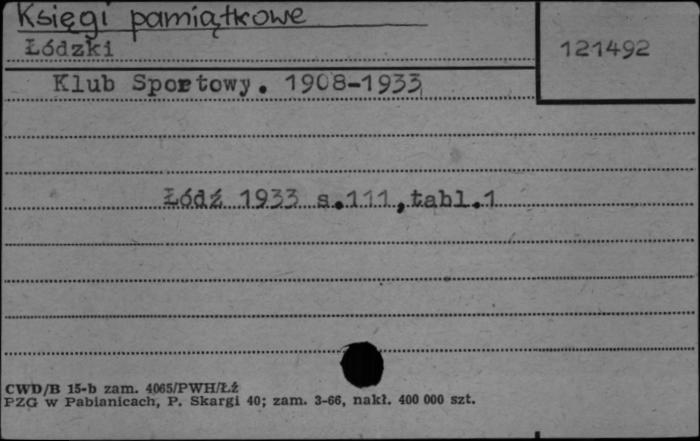 Księgi pamiątkowe
Łódzki
121492
Klub Sportowy. 1908-1933
Łódź 1933 s.111,tabl.1
CWD/B 15-b zam. 4065/PWH/Łź
PZG w Pabianicach, P. Skargi 40; zam. 3-66, nakł. 400 000 szt.